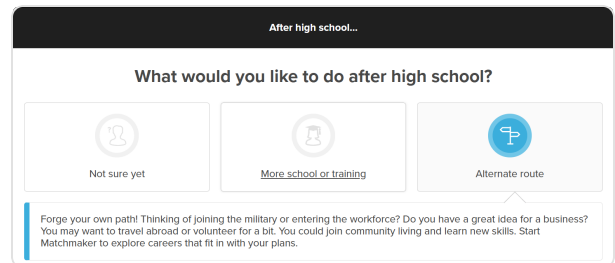 After high school...
What would you like to do after high school?
Not sure yet
More school or training
Alternate route
Forge your own path! Thinking of joining the military or entering the workforce? Do you have a great idea for a business?
You may want to travel abroad or volunteer for a bit. You could join community living and learn new skills. Start
Matchmaker to explore careers that fit in with your plans.